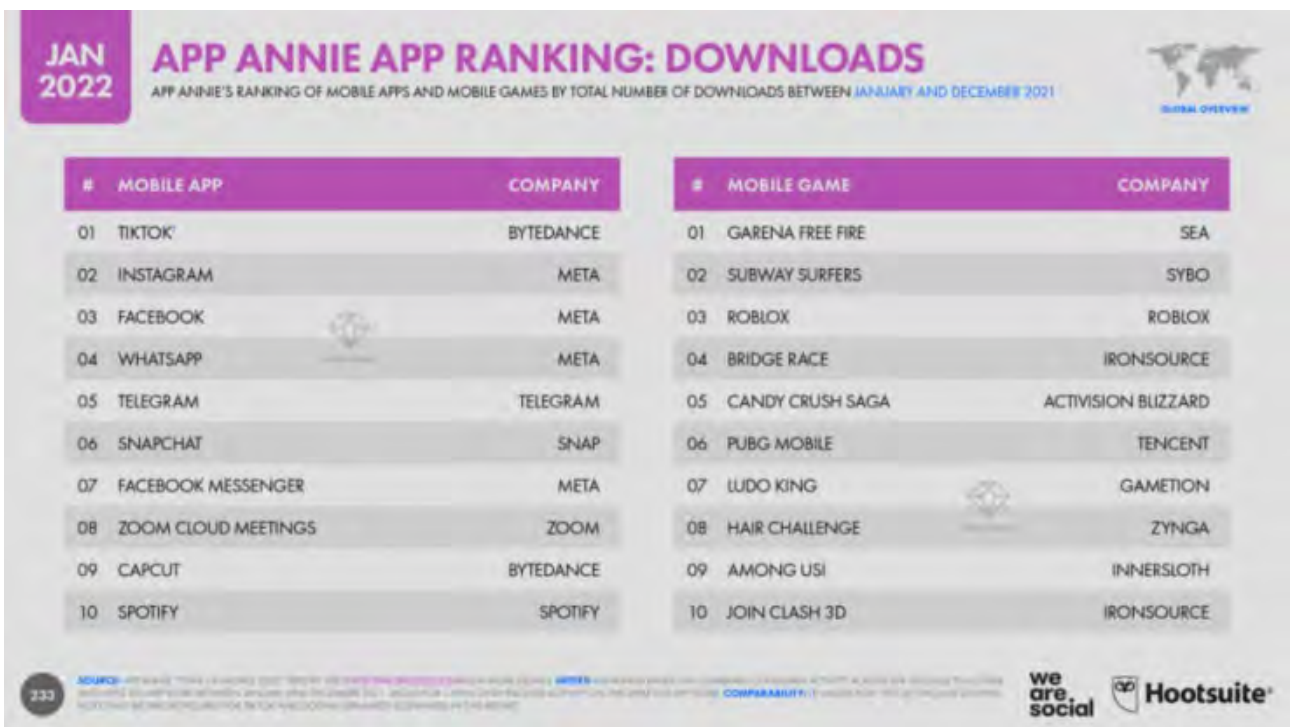 JAN
2022
APP ANNIE APP RANKING: DOWNLOADS
APP ANNIE'S RANKING OF MOBILE APPS AND MOBILE GAMES BY TOTAL NUMBER OF DOWNLOADS BETWEEN JANUARY AND DECEMBER 2021
GLOBAL OVERVIEW
# MOBILE APP COMPANY
01 TIKTOK BYTEDANCE
02 INSTAGRAM META
03 FACEBOOK META
04 WHATSAPP META
05 TELEGRAM TELEGRAM
06 SNAPCHAT SNAP
07 FACEBOOK MESSENGER META
08 ZOOM CLOUD MEETINGS ZOOM
09 CAPCUT BYTEDANCE
10 SPOTIFY SPOTIFY
# MOBILE GAME COMPANY
01 GARENA FREE FIRE SEA
02 SUBWAY SURFERS SYBO
03 ROBLOX ROBLOX
04 BRIDGE RACE IRONSOURCE
05 CANDY CRUSH SAGA ACTIVISION BLIZZARD
06 PUBG MOBILE TENCENT
07 LUDO KING GAMETION
08 HAIR CHALLENGE ZYNGA
09 AMONG US! INNERSLOTH
10 JOIN CLASH 3D IRONSOURCE
233
SOURCE:
NOTES:
COMPARABILITY:
we
are
social
Hootsuite